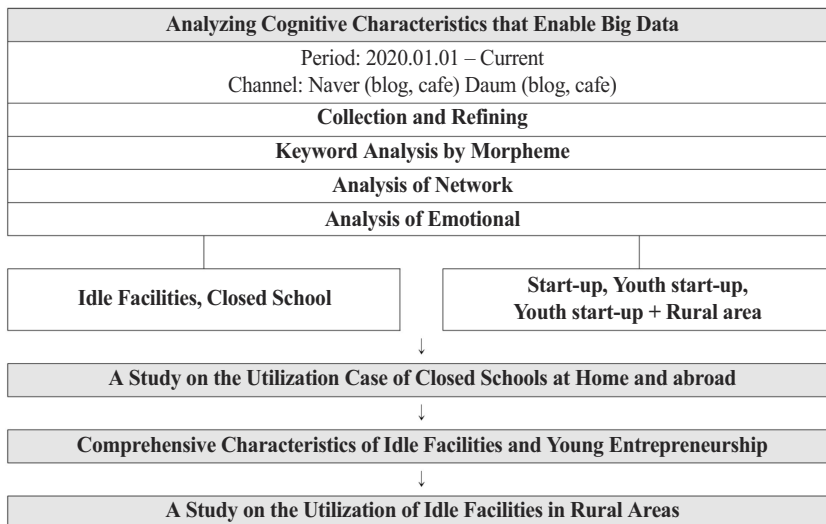 Analyzing Cognitive Characteristics that Enable Big Data
Period: 2020.01.01 – Current
Channel: Naver (blog, cafe) Daum (blog, cafe)
Collection and Refining
Keyword Analysis by Morpheme
Analysis of Network
Analysis of Emotional
Idle Facilities, Closed School
Start-up, Youth start-up,
Youth start-up + Rural area
↓
A Study on the Utilization Case of Closed Schools at Home and abroad
↓
Comprehensive Characteristics of Idle Facilities and Young Entrepreneurship
↓
A Study on the Utilization of Idle Facilities in Rural Areas